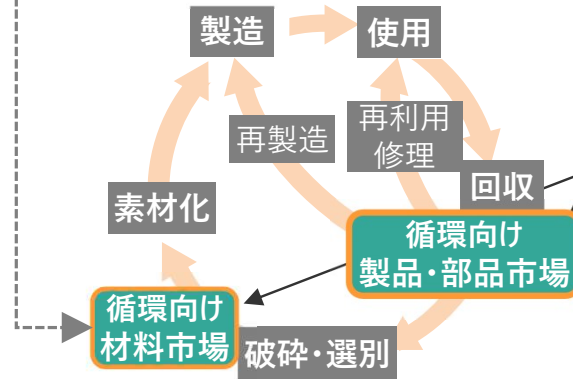 製造
使用
再製造
再利用
修理
回収
素材化
循環向け
製品・部品市場
循環向け
材料市場
破砕・選別